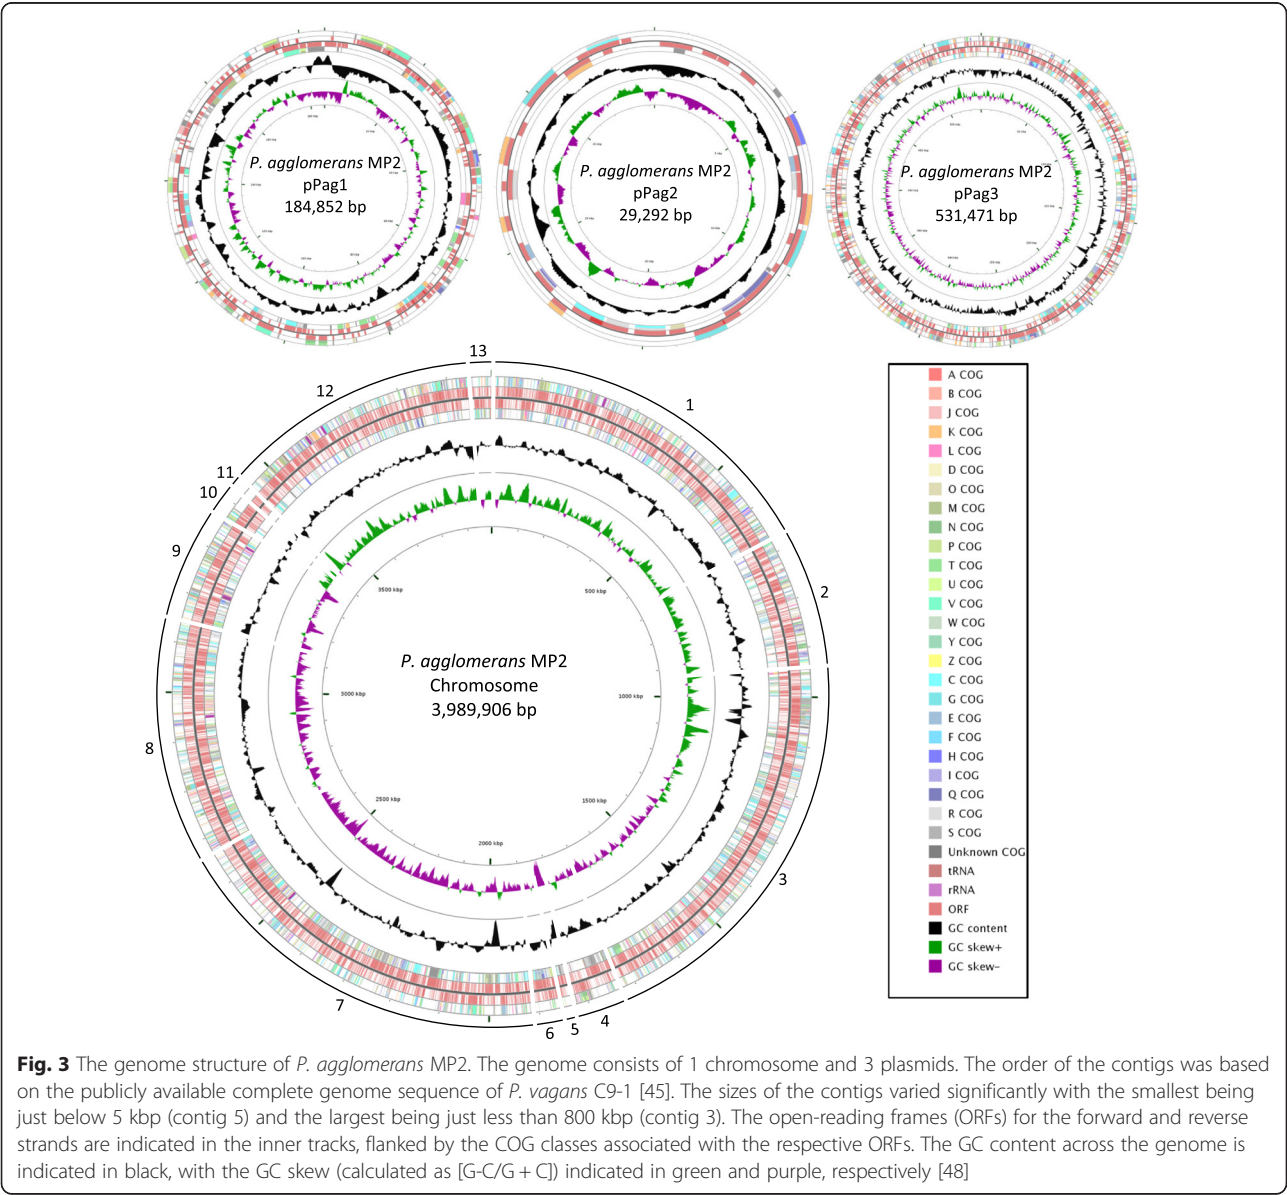 P. agglomerans MP2
pPag1
184,852 bp
P. agglomerans MP2
pPag2
29,292 bp
P. agglomerans MP2
pPag3
531,471 bp
13
12
1
11
10
9
2
8
3
7
6
5
4
3500 kbp
500 kbp
3000 kbp
1000 kbp
2500 kbp
1500 kbp
2000 kbp
P. agglomerans MP2
Chromosome
3,989,906 bp
A COG
B COG
J COG
K COG
L COG
D COG
O COG
M COG
N COG
P COG
T COG
U COG
V COG
W COG
Y COG
Z COG
C COG
G COG
E COG
F COG
H COG
I COG
Q COG
R COG
S COG
Unknown COG
tRNA
rRNA
ORF
GC content
GC skew+
GC skew−
Fig. 3 The genome structure of P. agglomerans MP2. The genome consists of 1 chromosome and 3 plasmids. The order of the contigs was based
on the publicly available complete genome sequence of P. vagans C9-1 [45]. The sizes of the contigs varied significantly with the smallest being
just below 5 kbp (contig 5) and the largest being just less than 800 kbp (contig 3). The open-reading frames (ORFs) for the forward and reverse
strands are indicated in the inner tracks, flanked by the COG classes associated with the respective ORFs. The GC content across the genome is
indicated in black, with the GC skew (calculated as [G-C/G + C]) indicated in green and purple, respectively [48]